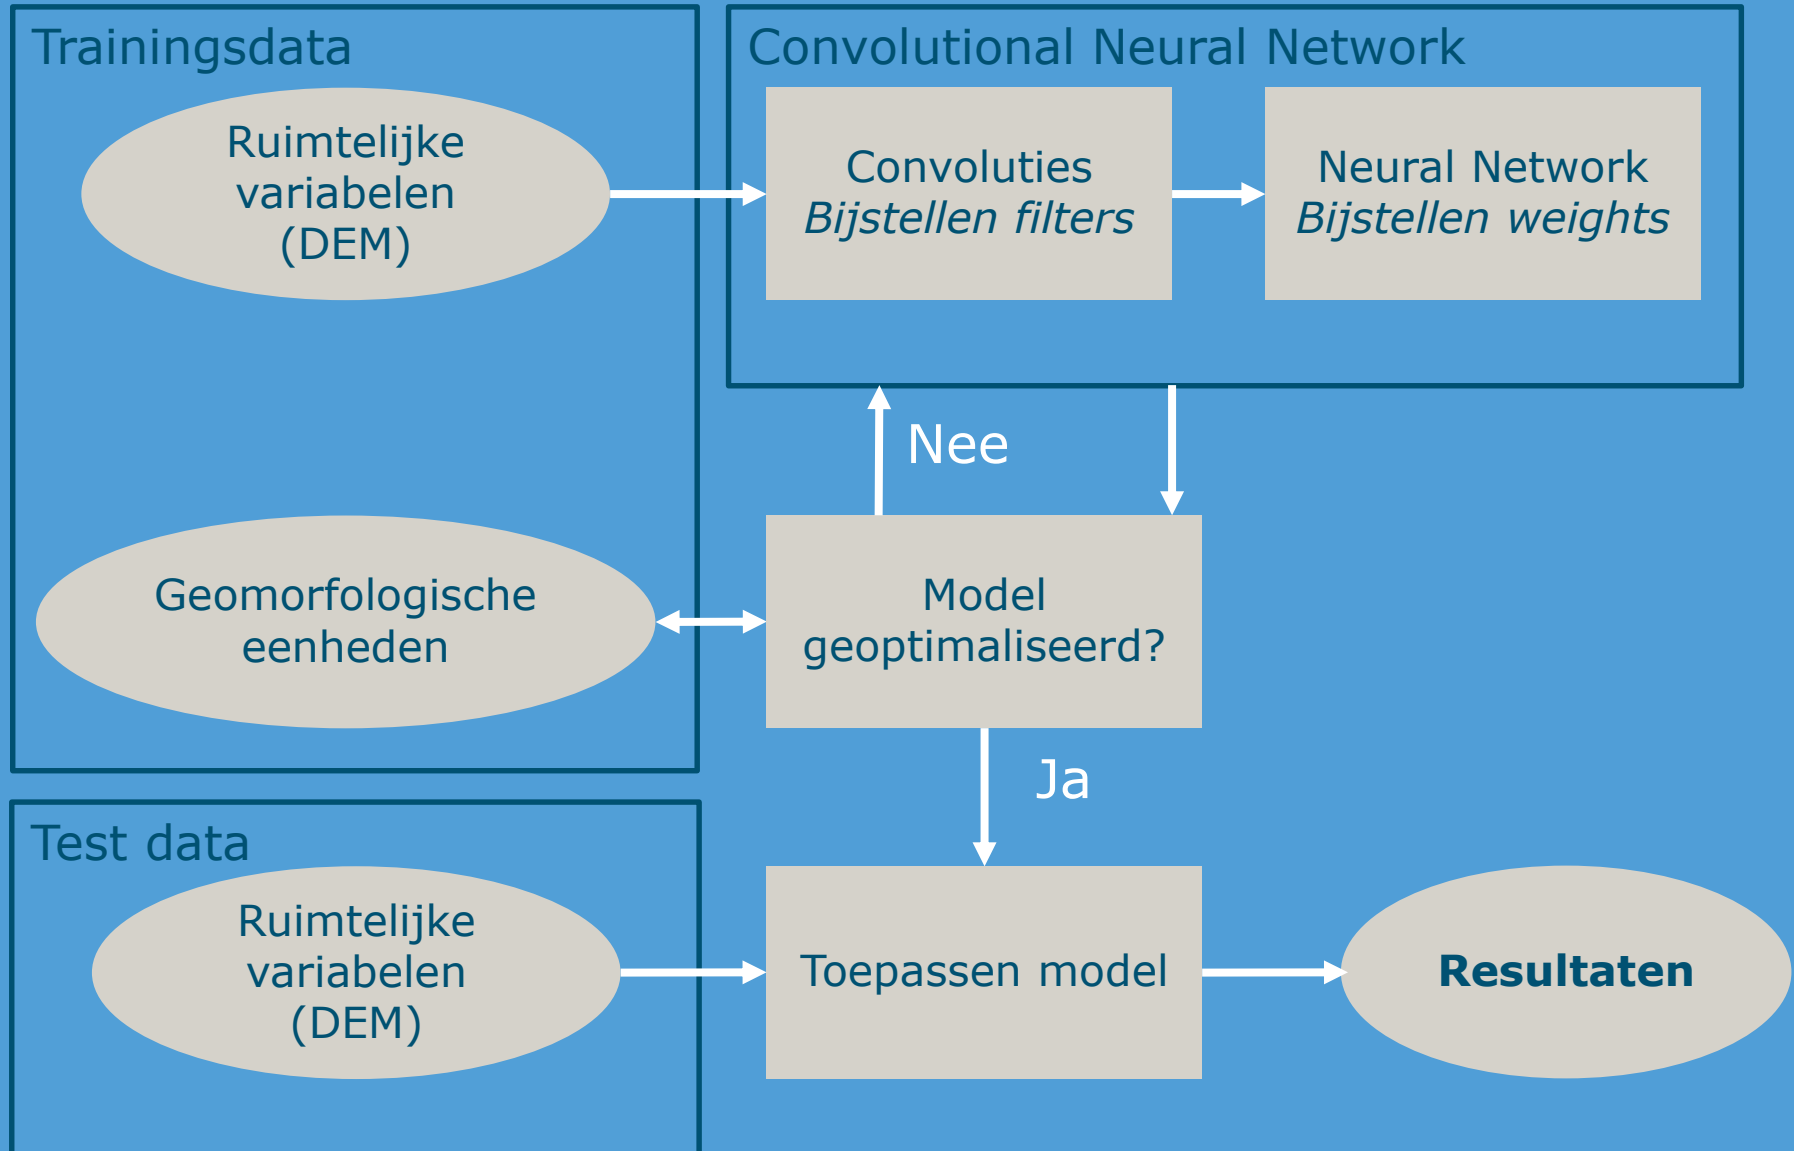 Trainingsdata
Ruimtelijke
variabelen
(DEM)
Convolutional Neural Network
Convoluties
Bijstellen filters
Neural Network
Bijstellen weights
Nee
Geomorfologische
eenheden
Model
geoptimaliseerd?
Ja
Test data
Ruimtelijke
variabelen
(DEM)
Toepassen model
Resultaten